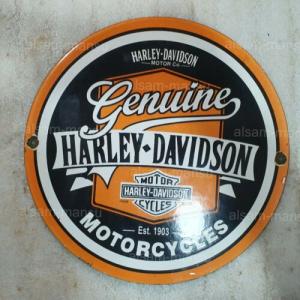 HARLEY-DAVIDSON
MOTOR Co.
Genuine
HARLEY-DAVIDSON
MOTOR
HARLEY-DAVIDSON
CYCLES
Est. 1903
MOTORCYCLES